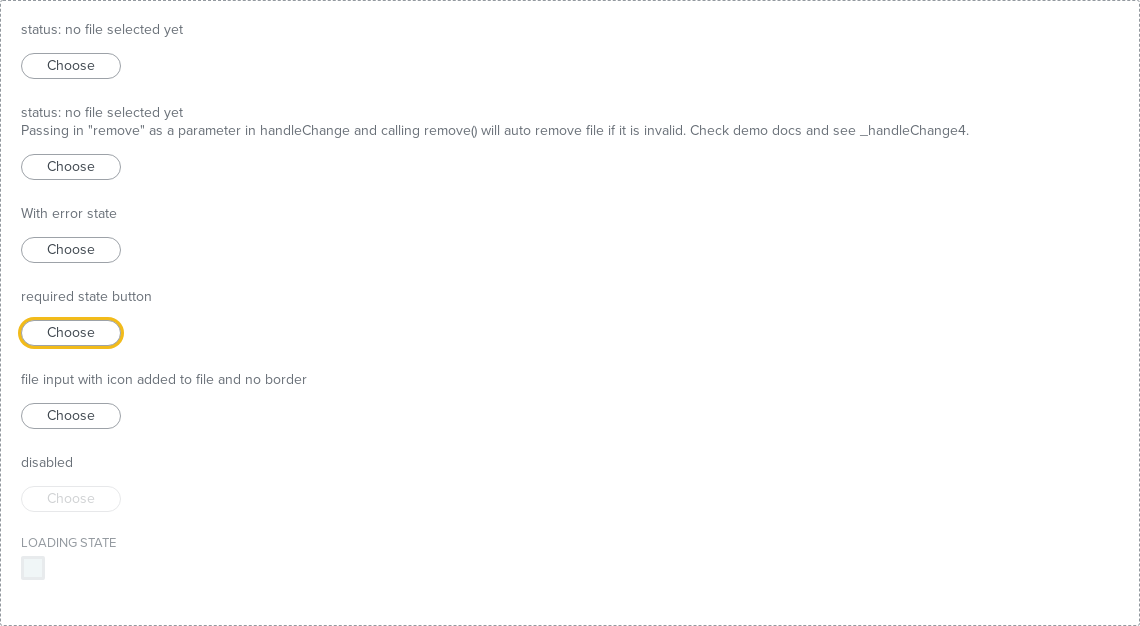 status: no file selected yet
Choose
status: no file selected yet
Passing in "remove" as a parameter in handleChange and calling remove() will auto remove file if it is invalid. Check demo docs and see _handleChange4.
Choose
With error state
Choose
required state button
Choose
file input with icon added to file and no border
Choose
disabled
Choose
LOADING STATE